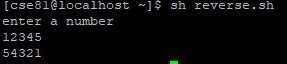 [cse81@localhost ~]$ sh reverse.sh
enter a number
12345
54321